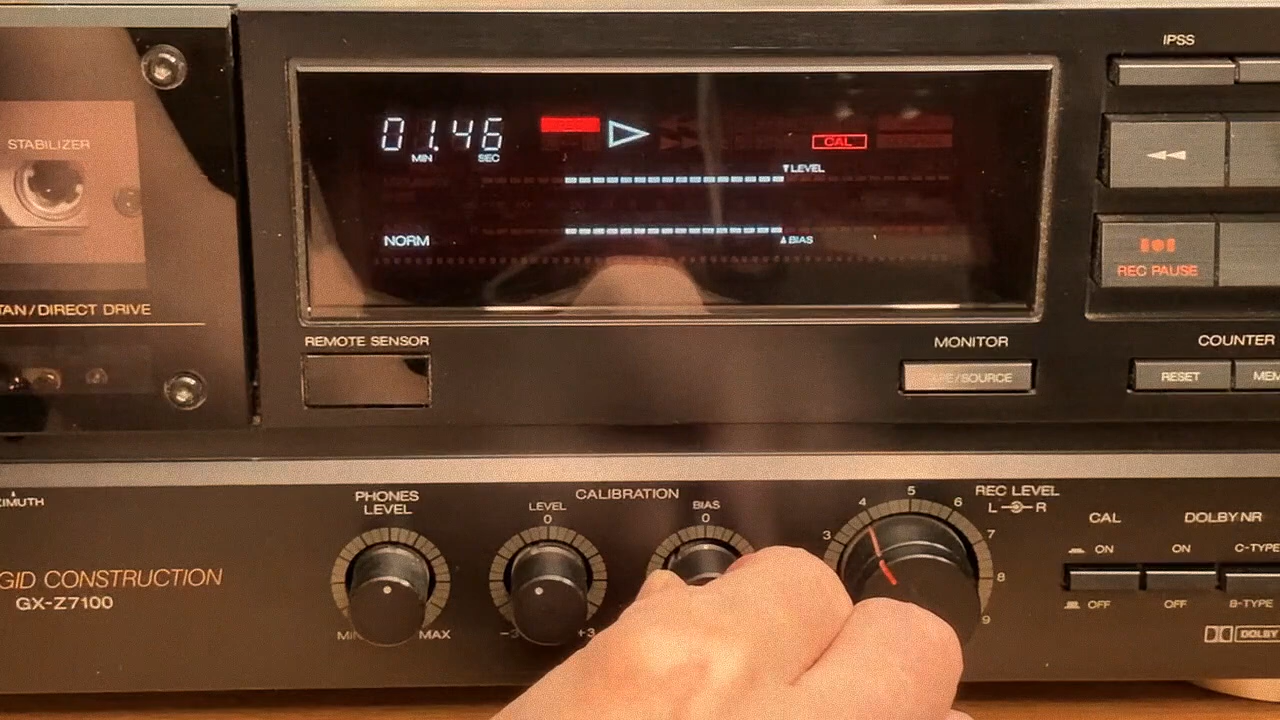 IPSS
STABILIZER
01.46
MIN SEC
CAL
LEVEL
NORM
BIAS
REC PAUSE
TAN/DIRECT DRIVE
REMOTE SENSOR
MONITOR
COUNTER
TAPE/SOURCE
RESET
MEM
IMUTH
PHONES
LEVEL
CALIBRATION
LEVEL
0
BIAS
0
REC LEVEL
L R
3 4 5 6 7 8 9
CAL
DOLBY NR
ON ON C-TYPE
OFF OFF B-TYPE
GID CONSTRUCTION
GX-Z7100
MIN MAX
-3 +3
DOLBY